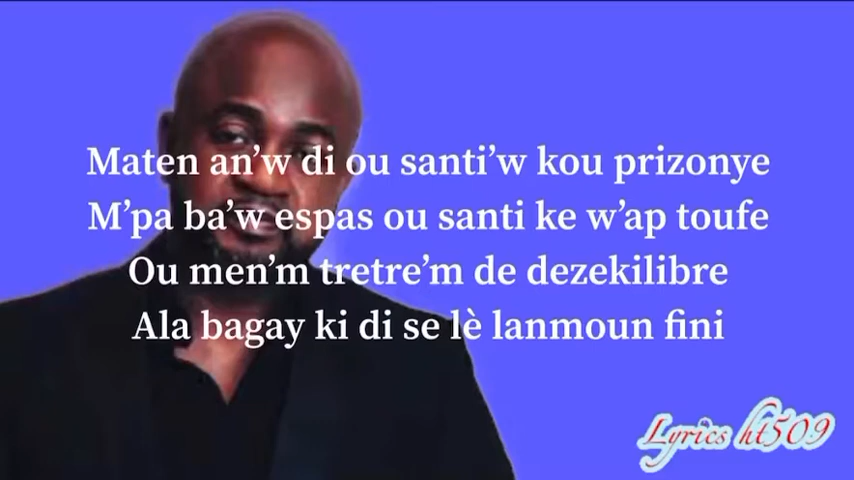 Maten an’w di ou santi’w kou prizonye
M’pa ba’w espas ou santi ke w’ap toufe
Ou men’m tretre’m de dezekilibre
Ala bagay ki di se lè lanmoun fini
Lyrics ht509